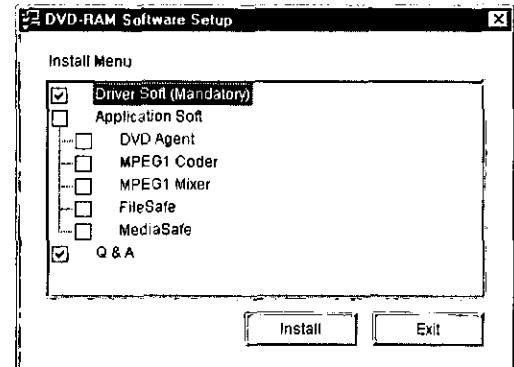 DVD-RAM Software Setup
Install Menu
Driver Soft (Mandatory)
Application Soft
DVD Agent
MPEG1 Coder
MPEG1 Mixer
FileSafe
MediaSafe
Q & A
Install
Exit